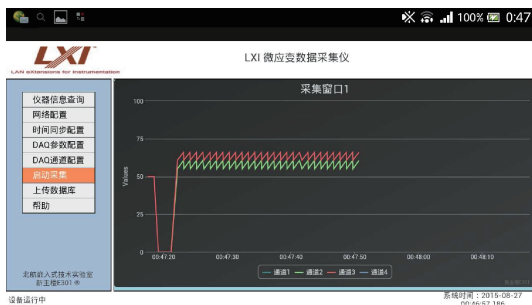 100% 0:47
LXI
LAN eXtensions for Instrumentation
LXI 微应变数据采集仪
仪器信息查询
网络配置
时间同步配置
DAQ参数配置
DAQ通道配置
启动采集
上传数据库
帮助
北航嵌入式技术实验室
新主楼E301 ®
采集窗口1
Values
100
75
50
25
0
00:47:20 00:47:30 00:47:40 00:47:50 00:48:00 00:48:10
通道1 通道2 通道3 通道4
设备运行中
系统时间：2015-08-27
00:46:57.186